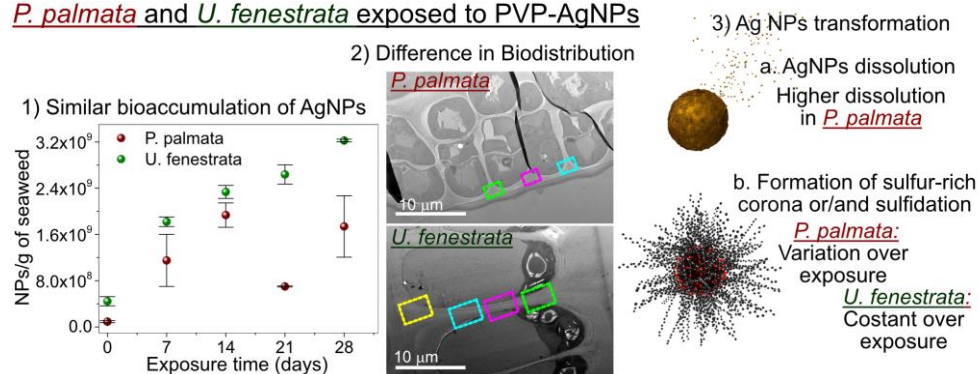 P. palmata and U. fenestrata exposed to PVP-AgNPs
1) Similar bioaccumulation of AgNPs
P. palmata
U. fenestrata
NPs/g of seaweed
3.2x10⁹
2.4x10⁹
1.6x10⁹
8.0x10⁸
0.0
0 7 14 21 28
Exposure time (days)
2) Difference in Biodistribution
P. palmata
10 μm
U. fenestrata
10 μm
3) Ag NPs transformation
a. AgNPs dissolution
Higher dissolution
in P. palmata
b. Formation of sulfur-rich
corona or/and sulfidation
P. palmata:
Variation over
exposure
U. fenestrata:
Costant over
exposure